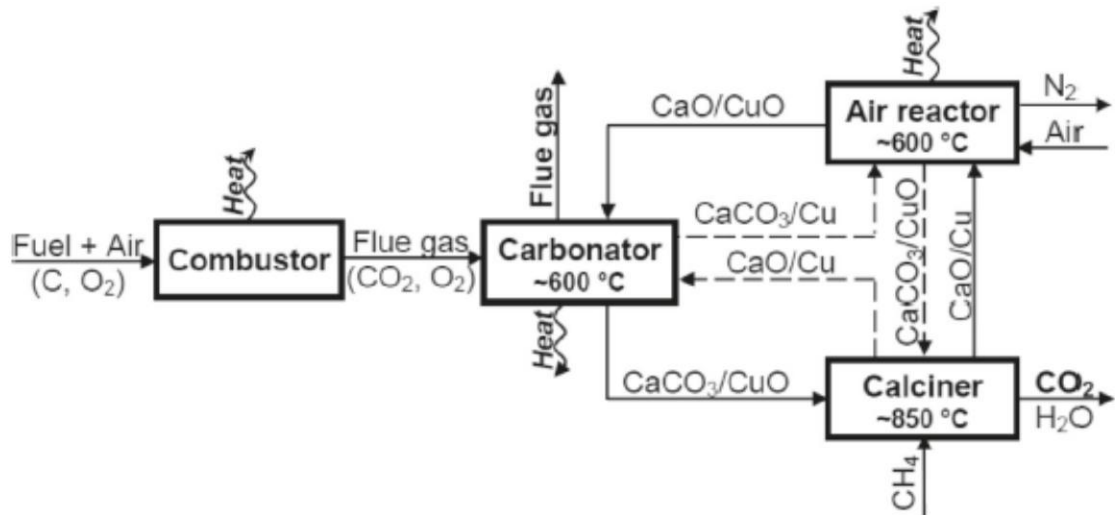 Heat
N₂
CaO/CuO
Air reactor
~600 °C
Air
Flue gas
Heat
CaCO₃/Cu
CaCO₃/CuO
CaO/Cu
Fuel + Air
(C, O₂)
Combustor
Flue gas
(CO₂, O₂)
Carbonator
~600 °C
CaO/Cu
Heat
CaCO₃/CuO
Calciner
~850 °C
CO₂
H₂O
CH₄